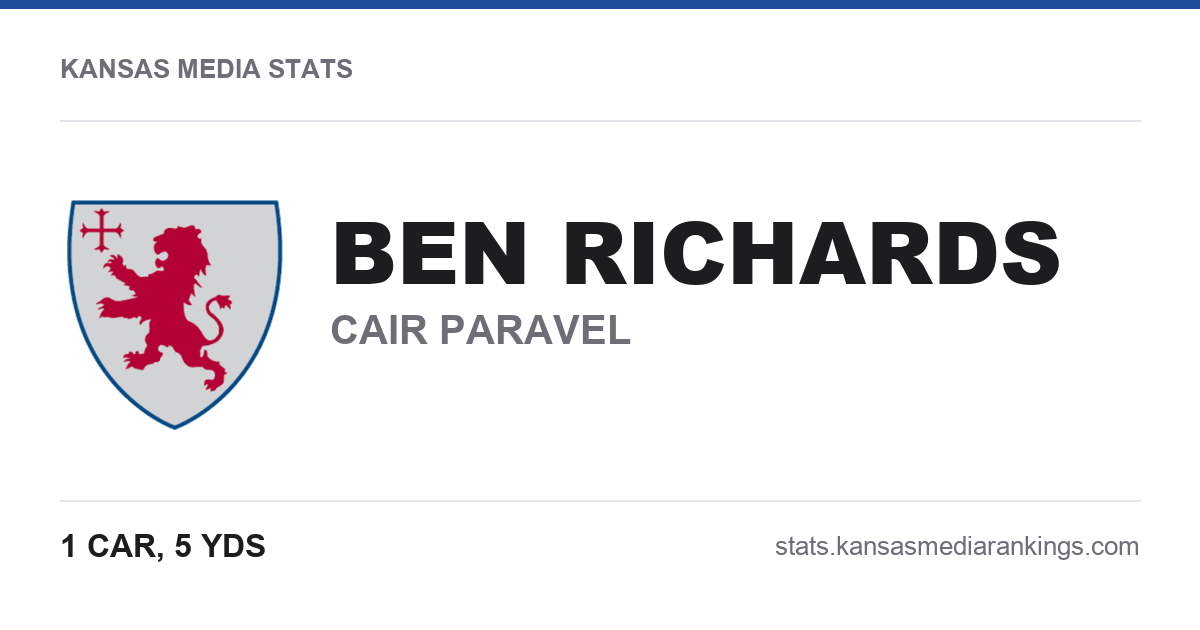 KANSAS MEDIA STATS
BEN RICHARDS
CAIR PARAVEL
1 CAR, 5 YDS
stats.kansasmediarankings.com